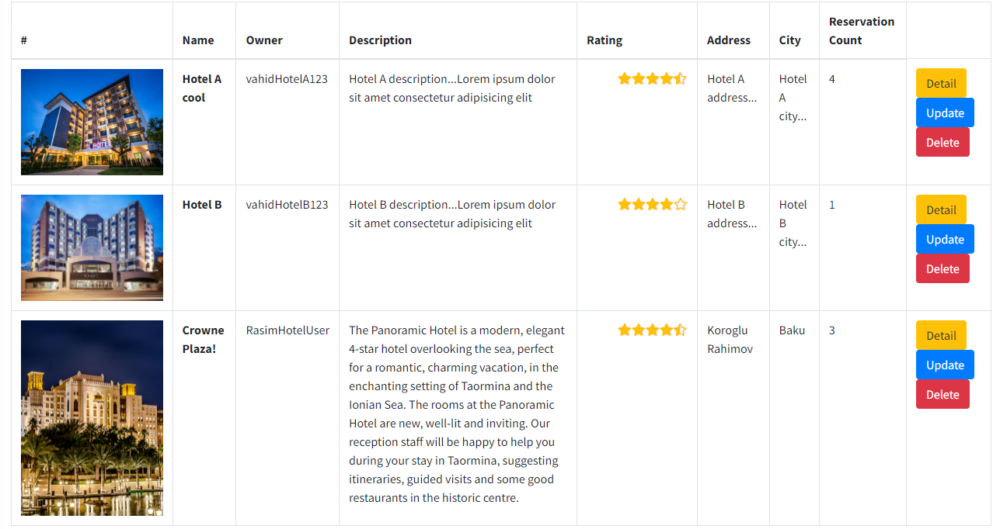 #
Name
Owner
Description
Rating
Address
City
Reservation
Count
Hotel A
cool
vahidHotelA123
Hotel A description...Lorem ipsum dolor
sit amet consectetur adipisicing elit
Hotel A
address...
Hotel
A
city...
4
Detail
Update
Delete
Hotel B
vahidHotelB123
Hotel B description...Lorem ipsum dolor
sit amet consectetur adipisicing elit
Hotel B
address...
Hotel
B
city...
1
Detail
Update
Delete
Crowne
Plaza!
RasimHotelUser
The Panoramic Hotel is a modern, elegant
4-star hotel overlooking the sea, perfect
for a romantic, charming vacation, in the
enchanting setting of Taormina and the
Ionian Sea. The rooms at the Panoramic
Hotel are new, well-lit and inviting. Our
reception staff will be happy to help you
during your stay in Taormina, suggesting
itineraries, guided visits and some good
restaurants in the historic centre.
Koroglu
Rahimov
Baku
3
Detail
Update
Delete